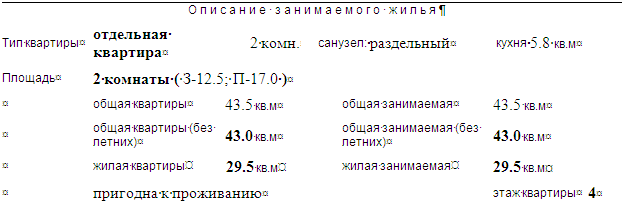 Описание занимаемого жилья¶
Тип квартиры¤ отдельная квартира¤ 2 комн. санузел: раздельный¤ кухня 5.8 кв.м¤
Площадь¤ 2 комнаты ( З-12.5; П-17.0 )¤
¤ общая квартиры¤ 43.5 кв.м¤ общая занимаемая¤ 43.5 кв.м¤
¤ общая квартиры (без летних)¤ 43.0 кв.м¤ общая занимаемая (без летних)¤ 43.0 кв.м¤
¤ жилая квартиры¤ 29.5 кв.м¤ жилая занимаемая¤ 29.5 кв.м¤
¤ пригодна к проживанию¤ этаж квартиры¤ 4¤